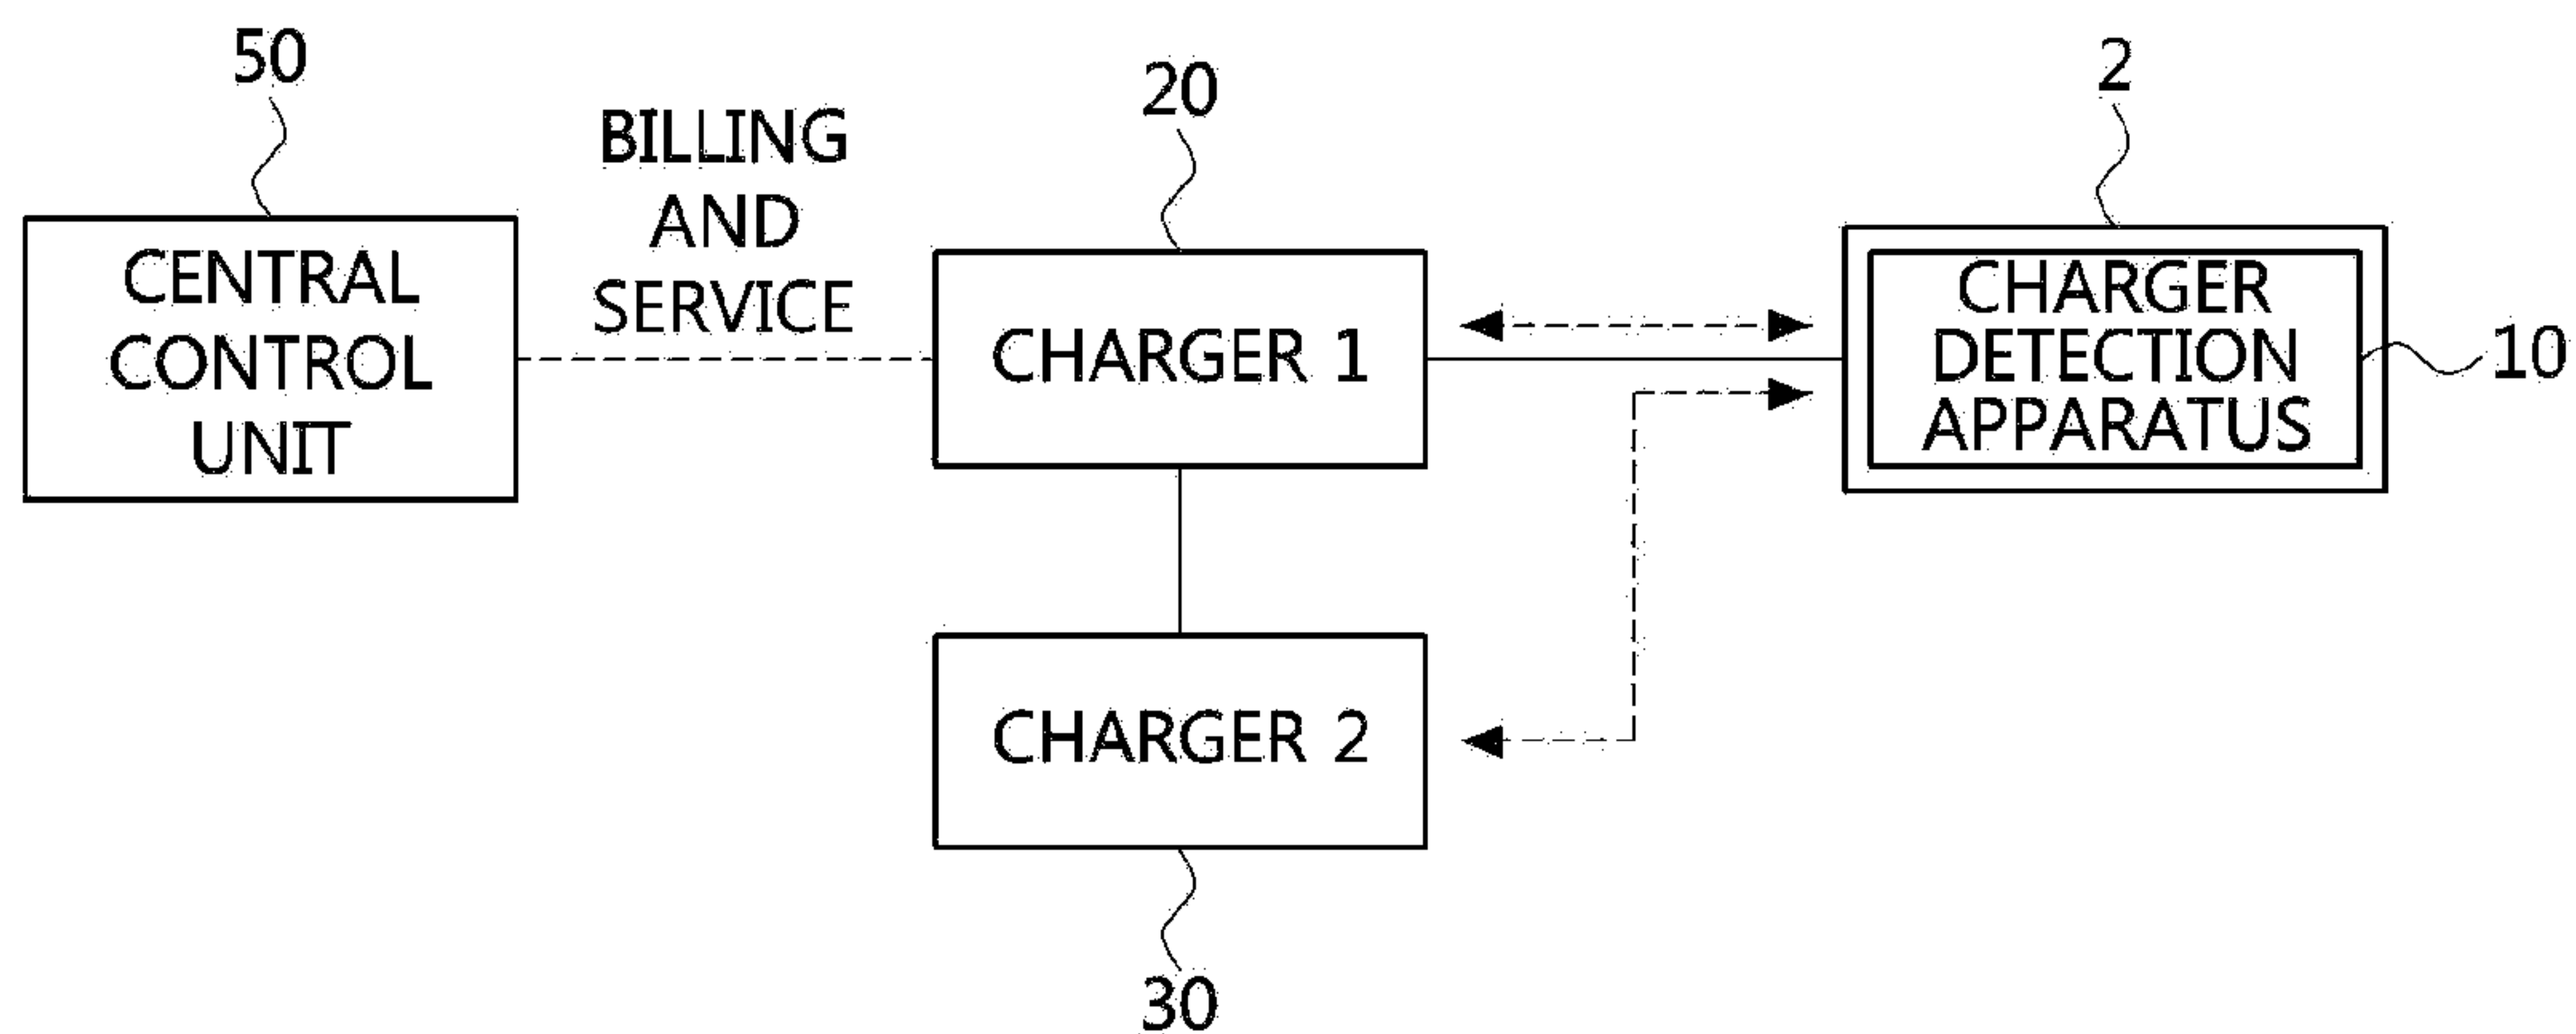 50
BILLING
AND
SERVICE
20
2
CENTRAL
CONTROL
UNIT
CHARGER 1
CHARGER
DETECTION
APPARATUS
10
CHARGER 2
30